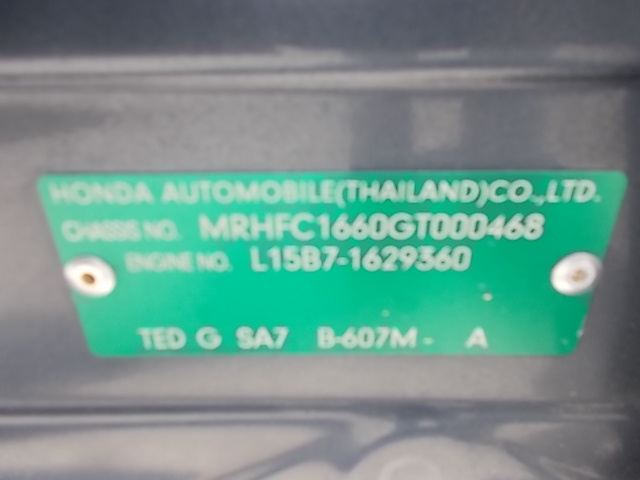 HONDA AUTOMOBILE(THAILAND)CO.,LTD.
CHASSIS NO. MRHFC1660GT000468
ENGINE NO. L15B7-1629360
TED G SA7 B-607M - A